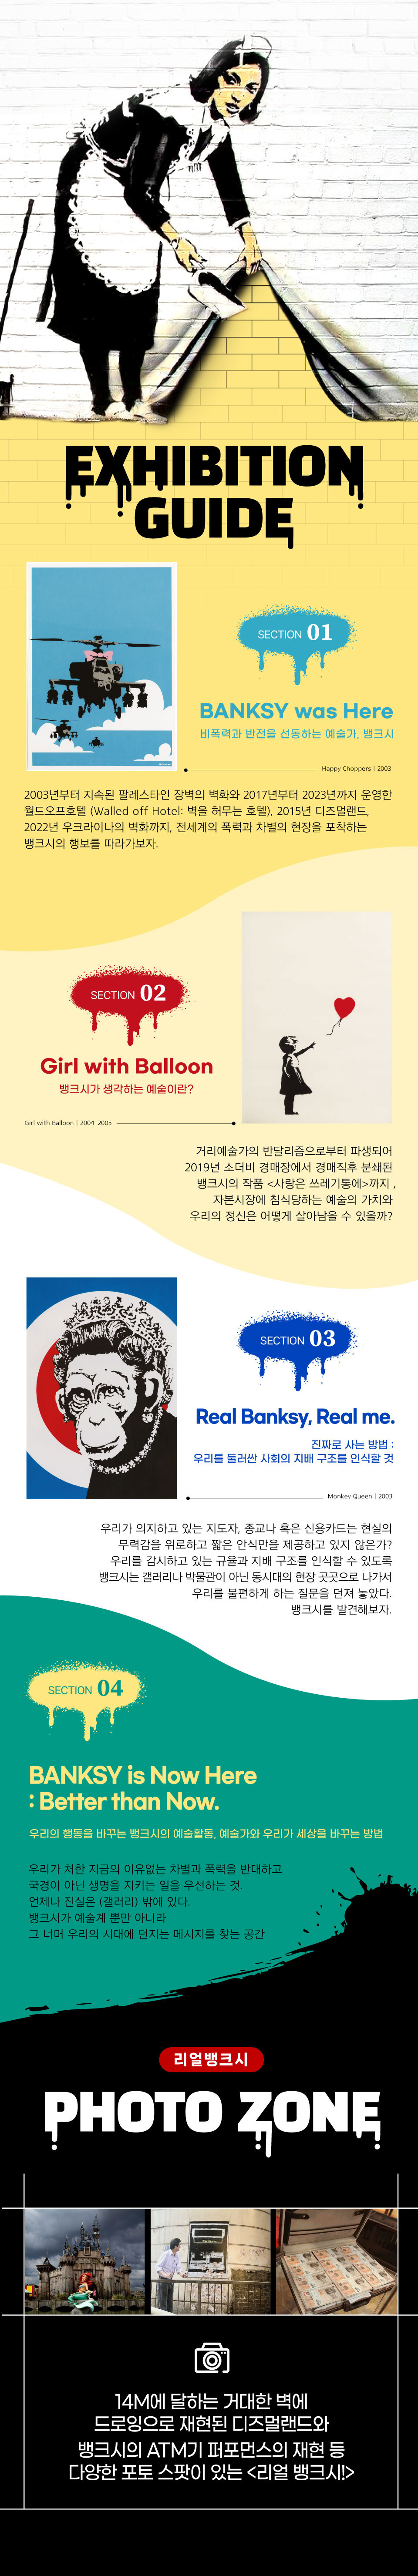 EXHIBITION
GUIDE
SECTION 01
BANKSY was Here
비폭력과 반전을 선동하는 예술가, 뱅크시
Happy Choppers | 2003
2003년부터 지속된 팔레스타인 장벽의 벽화와 2017년부터 2023년까지 운영한
월드오프호텔 (Walled off Hotel: 벽을 허무는 호텔), 2015년 디즈멀랜드,
2022년 우크라이나의 벽화까지, 전세계의 폭력과 차별의 현장을 포착하는
뱅크시의 행보를 따라가보자.
SECTION 02
Girl with Balloon
뱅크시가 생각하는 예술이란?
Girl with Balloon | 2004-2005
거리예술가의 반달리즘으로부터 파생되어
2019년 소더비 경매장에서 경매직후 분쇄된
뱅크시의 작품 <사랑은 쓰레기통에>까지 ,
자본시장에 침식당하는 예술의 가치와
우리의 정신은 어떻게 살아남을 수 있을까?
SECTION 03
Real Banksy, Real me.
진짜로 사는 방법 :
우리를 둘러싼 사회의 지배 구조를 인식할 것
Monkey Queen | 2003
우리가 의지하고 있는 지도자, 종교나 혹은 신용카드는 현실의
무력감을 위로하고 짧은 안식만을 제공하고 있지 않은가?
우리를 감시하고 있는 규율과 지배 구조를 인식할 수 있도록
뱅크시는 갤러리나 박물관이 아닌 동시대의 현장 곳곳으로 나가서
우리를 불편하게 하는 질문을 던져 놓았다.
뱅크시를 발견해보자.
SECTION 04
BANKSY is Now Here
: Better than Now.
우리의 행동을 바꾸는 뱅크시의 예술활동, 예술가와 우리가 세상을 바꾸는 방법
우리가 처한 지금의 이유없는 차별과 폭력을 반대하고
국경이 아닌 생명을 지키는 일을 우선하는 것.
언제나 진실은 (갤러리) 밖에 있다.
뱅크시가 예술계 뿐만 아니라
그 너머 우리의 시대에 던지는 메시지를 찾는 공간
리얼뱅크시
PHOTO ZONE
14M에 달하는 거대한 벽에
드로잉으로 재현된 디즈멀랜드와
뱅크시의 ATM기 퍼포먼스의 재현 등
다양한 포토 스팟이 있는 <리얼 뱅크시!>